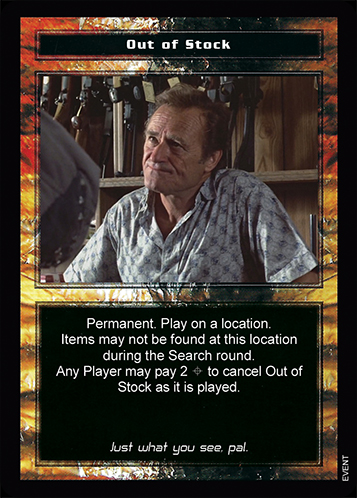 Out of Stock
Permanent. Play on a location.
Items may not be found at this location
during the Search round.
Any Player may pay 2 ⌖ to cancel Out of
Stock as it is played.
Just what you see, pal.
EVENT